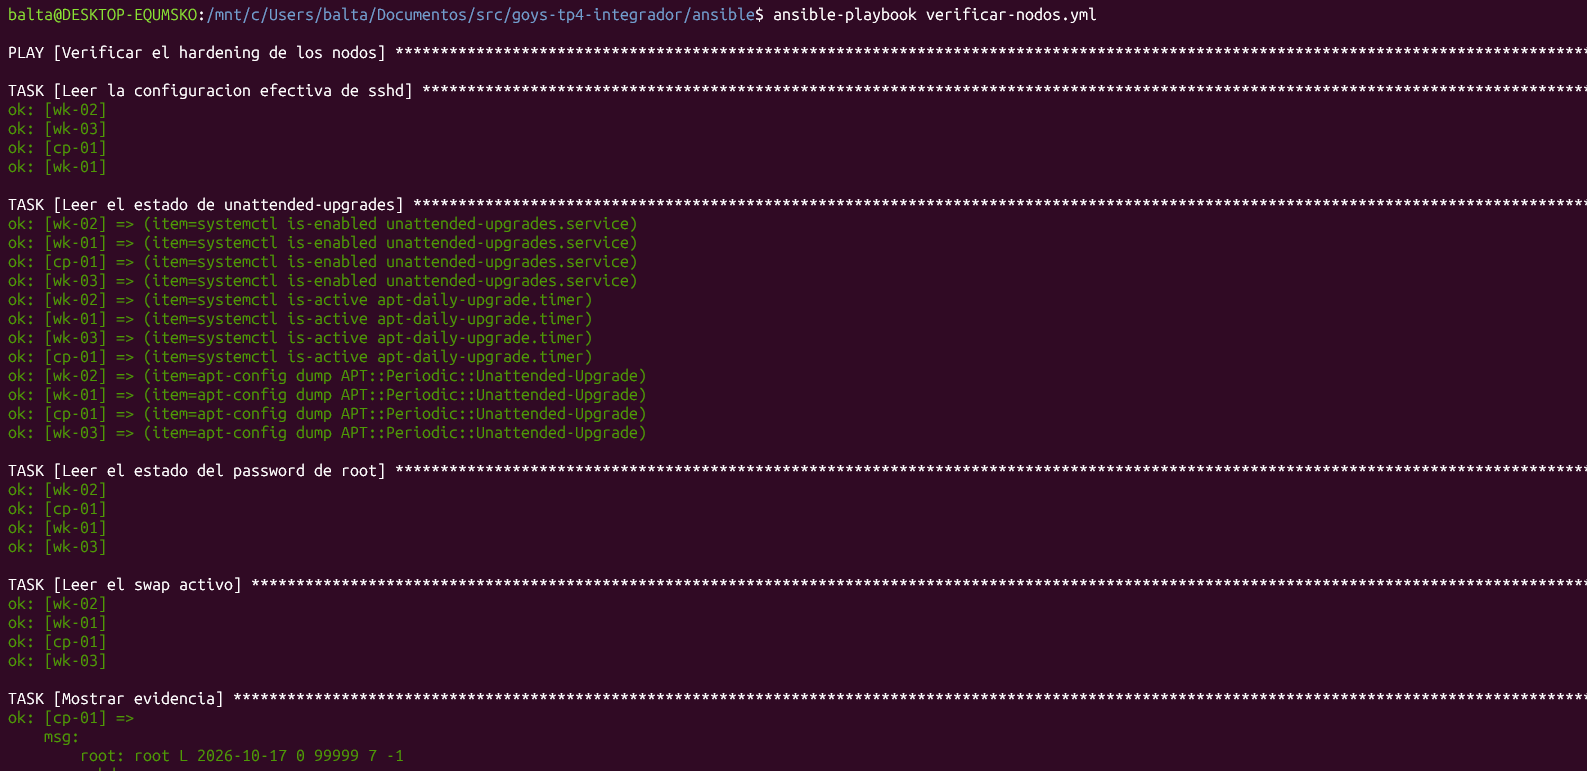 balta@DESKTOP-EQUMSKO:/mnt/c/Users/balta/Documentos/src/goys-tp4-integrador/ansible$ ansible-playbook verificar-nodos.yml
PLAY [Verificar el hardening de los nodos] ************************************************************************************************************************************
TASK [Leer la configuracion efectiva de sshd] *********************************************************************************************************************************
ok: [wk-02]
ok: [wk-03]
ok: [cp-01]
ok: [wk-01]
TASK [Leer el estado de unattended-upgrades] **********************************************************************************************************************************
ok: [wk-02] => (item=systemctl is-enabled unattended-upgrades.service)
ok: [wk-01] => (item=systemctl is-enabled unattended-upgrades.service)
ok: [cp-01] => (item=systemctl is-enabled unattended-upgrades.service)
ok: [wk-03] => (item=systemctl is-enabled unattended-upgrades.service)
ok: [wk-02] => (item=systemctl is-active apt-daily-upgrade.timer)
ok: [wk-01] => (item=systemctl is-active apt-daily-upgrade.timer)
ok: [wk-03] => (item=systemctl is-active apt-daily-upgrade.timer)
ok: [cp-01] => (item=systemctl is-active apt-daily-upgrade.timer)
ok: [wk-02] => (item=apt-config dump APT::Periodic::Unattended-Upgrade)
ok: [wk-01] => (item=apt-config dump APT::Periodic::Unattended-Upgrade)
ok: [cp-01] => (item=apt-config dump APT::Periodic::Unattended-Upgrade)
ok: [wk-03] => (item=apt-config dump APT::Periodic::Unattended-Upgrade)
TASK [Leer el estado del password de root] ************************************************************************************************************************************
ok: [wk-02]
ok: [cp-01]
ok: [wk-01]
ok: [wk-03]
TASK [Leer el swap activo] ****************************************************************************************************************************************************
ok: [wk-02]
ok: [wk-01]
ok: [cp-01]
ok: [wk-03]
TASK [Mostrar evidencia] ******************************************************************************************************************************************************
ok: [cp-01] =>
msg:
root: root L 2026-10-17 0 99999 7 -1